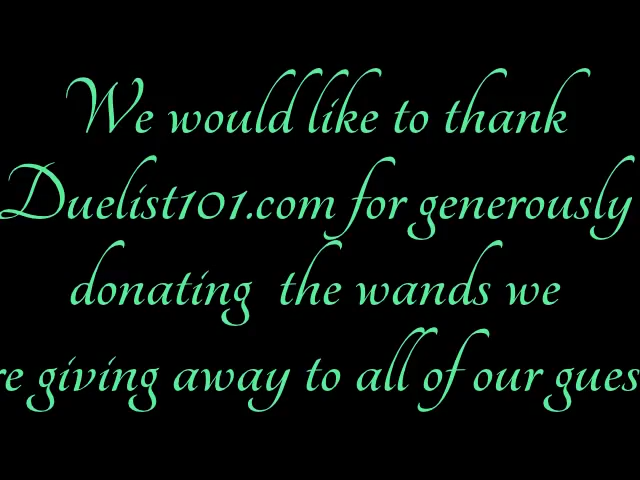 We would like to thank
Duelist101.com for generously
donating the wands we
re giving away to all of our gues